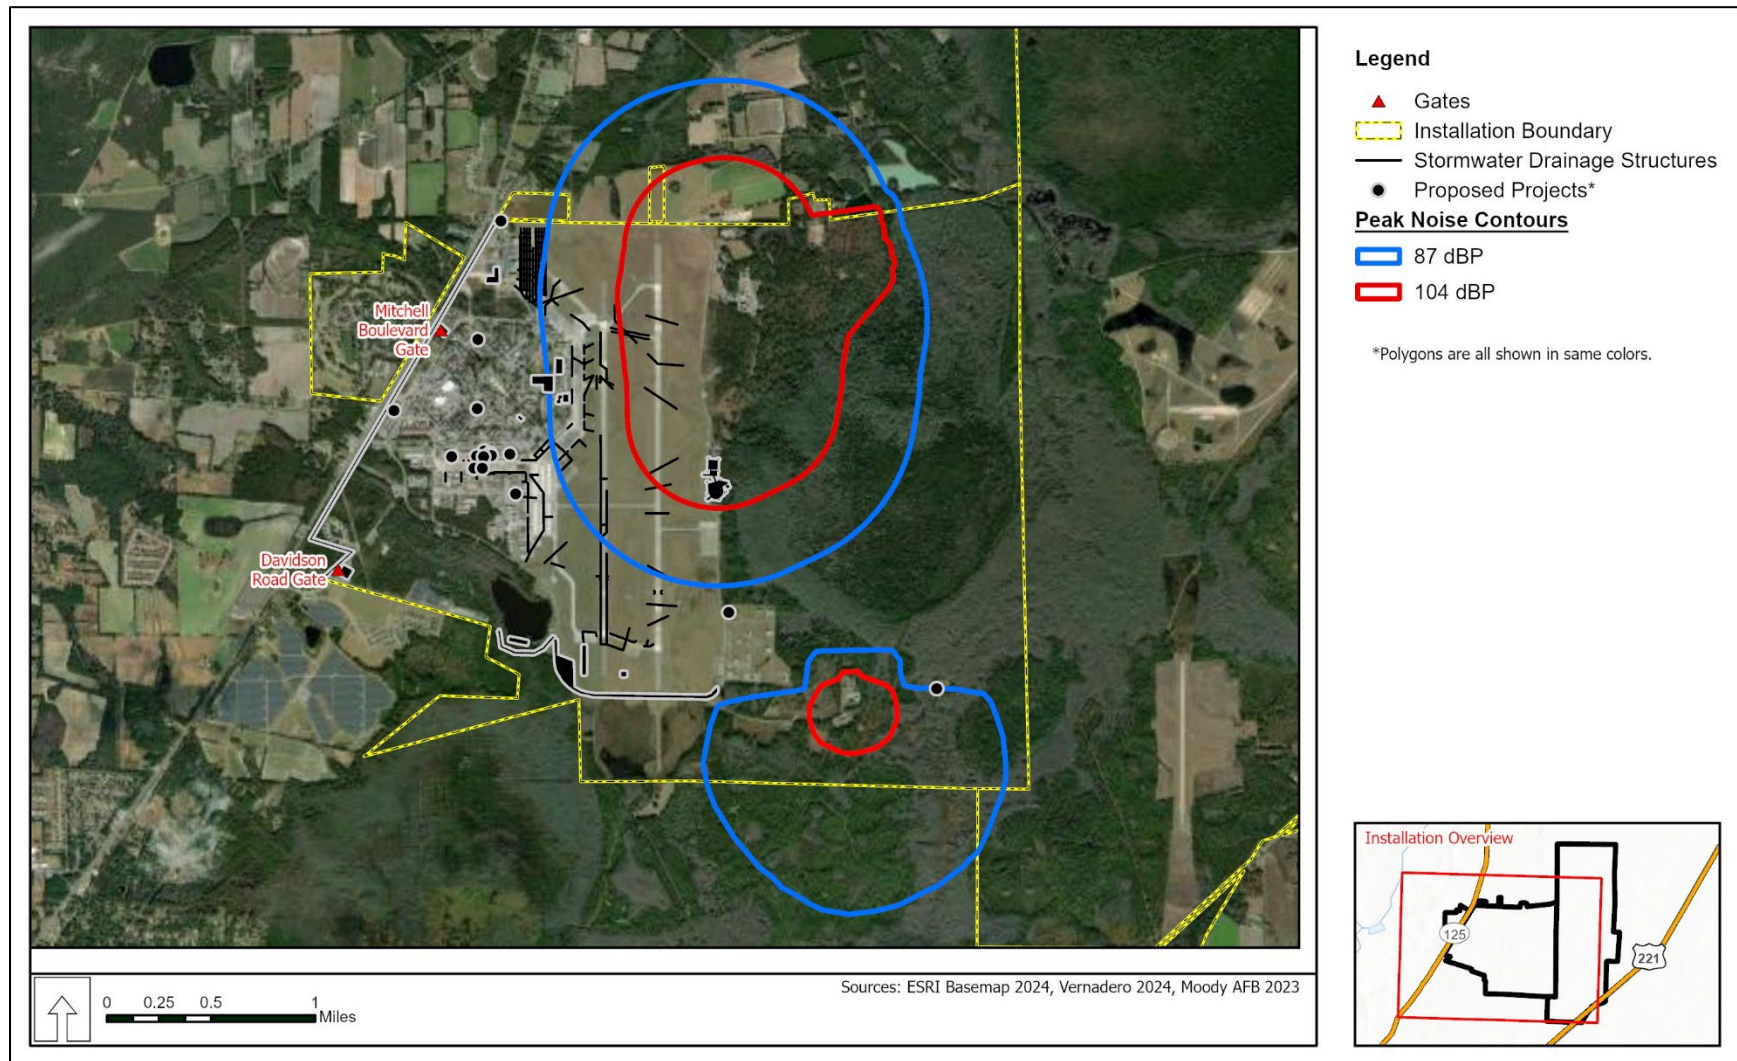 Mitchell
Boulevard
Gate
Davidson
Road Gate
Legend
Gates
Installation Boundary
Stormwater Drainage Structures
Proposed Projects*
Peak Noise Contours
87 dBP
104 dBP
*Polygons are all shown in same colors.
Installation Overview
125
221
0 0.25 0.5 1
Miles
Sources: ESRI Basemap 2024, Vernadero 2024, Moody AFB 2023